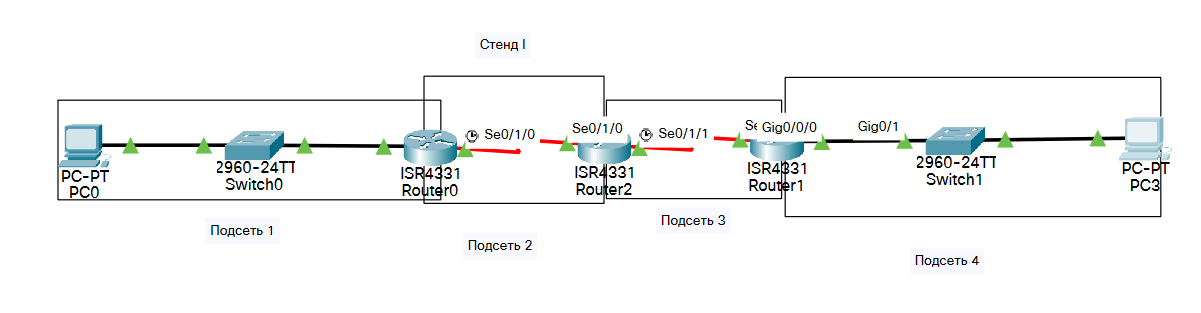 Стенд I
Se0/1/0
Se0/1/0
Se0/1/1
Gig0/0/0
Gig0/1
PC-PT
PC0
2960-24TT
Switch0
ISR4331
Router0
ISR4331
Router2
ISR4331
Router1
2960-24TT
Switch1
PC-PT
PC3
Подсеть 1
Подсеть 2
Подсеть 3
Подсеть 4